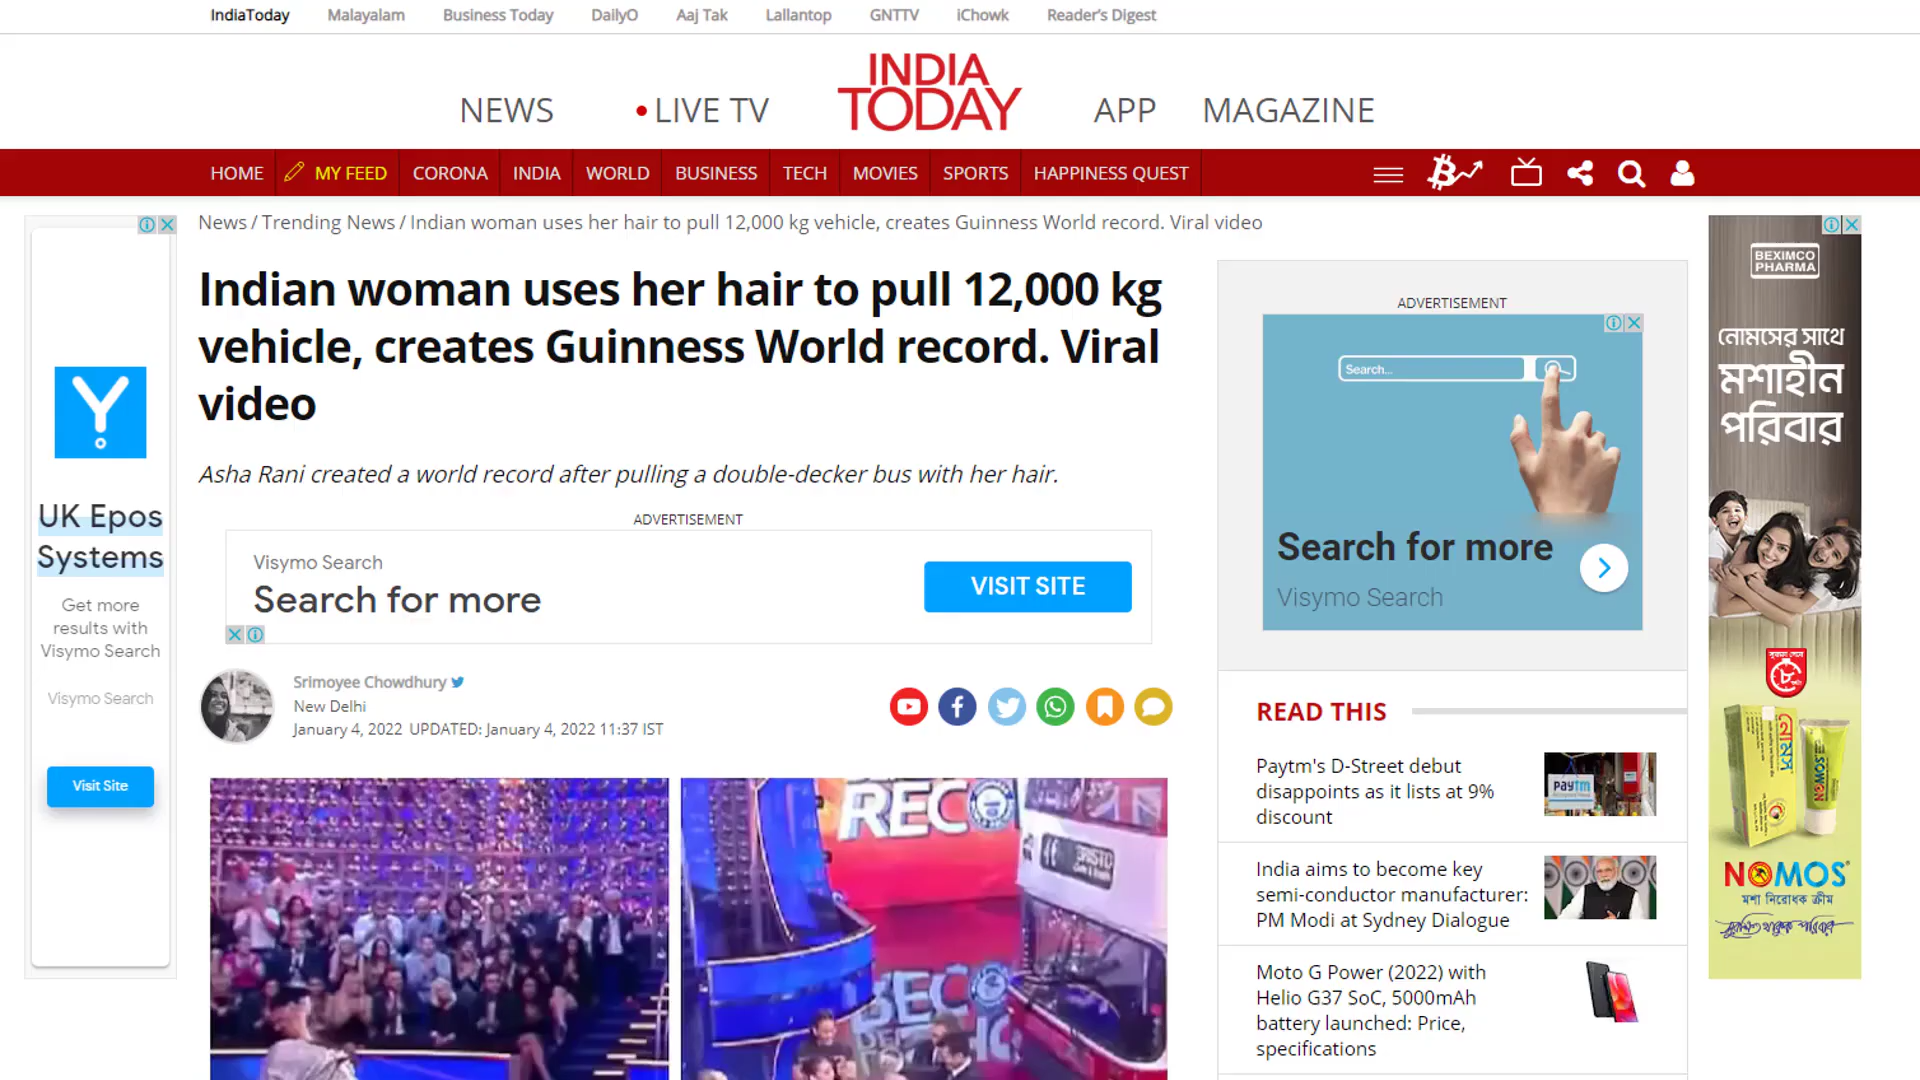 IndiaToday Malayalam Business Today DailyO Aaj Tak Lallantop GNTTV iChowk Reader's Digest
NEWS LIVE TV INDIA TODAY APP MAGAZINE
HOME MY FEED CORONA INDIA WORLD BUSINESS TECH MOVIES SPORTS HAPPINESS QUEST
News / Trending News / Indian woman uses her hair to pull 12,000 kg vehicle, creates Guinness World record. Viral video
Indian woman uses her hair to pull 12,000 kg
vehicle, creates Guinness World record. Viral
video
Asha Rani created a world record after pulling a double-decker bus with her hair.
ADVERTISEMENT
Visymo Search
Search for more
VISIT SITE
Srimoyee Chowdhury
New Delhi
January 4, 2022 UPDATED: January 4, 2022 11:37 IST
RECO
BRISTO
RECO
UK Epos
Systems
Get more
results with
Visymo Search
Visymo Search
Visit Site
ADVERTISEMENT
Search...
Search for more
Visymo Search
READ THIS
Paytm's D-Street debut
disappoints as it lists at 9%
discount
paytm
India aims to become key
semi-conductor manufacturer:
PM Modi at Sydney Dialogue
Moto G Power (2022) with
Helio G37 SoC, 5000mAh
battery launched: Price,
specifications
BEXIMCO
PHARMA
নোমসের সাথে
মশাহীন
পরিবার
নোমস
NOMOS
NOMOS
মশা নিরোধক ক্রীম